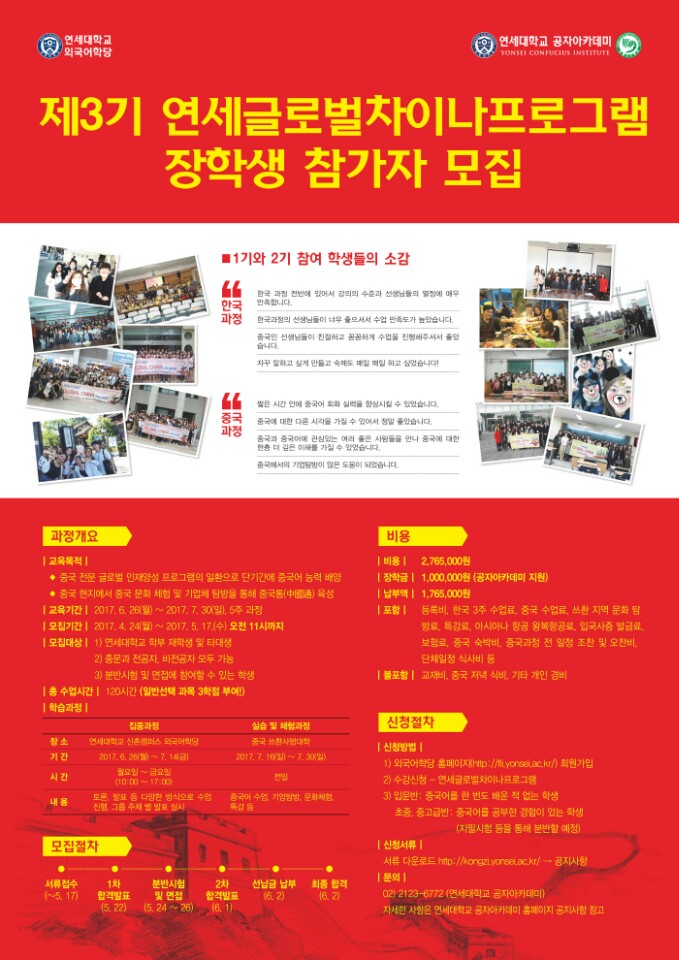 연세대학교
외국어학당
연세대학교 공자아카데미
YONSEI CONFUCIUS INSTITUTE
제3기 연세글로벌차이나프로그램
장학생 참가자 모집
■1기와 2기 참여 학생들의 소감
한국
과정
한국 과정 전반에 있어서 강의의 수준과 선생님들의 열정에 매우
만족합니다.
한국과정의 선생님들이 너무 좋으셔서 수업 만족도가 높았습니다.
중국인 선생님들이 친절하고 꼼꼼하게 수업을 진행해주셔서 좋았
습니다.
자꾸 말하고 싶게 만들고 숙제도 매일 매일 하고 싶었습니다!
중국
과정
짧은 시간 안에 중국어 회화 실력을 향상시킬 수 있었습니다.
중국에 대한 다른 시각을 가질 수 있어서 정말 좋았습니다.
중국과 중국어에 관심있는 여러 좋은 사람들을 만나 중국에 대한
한층 더 깊은 이해를 가질 수 있었습니다.
중국에서의 기업탐방이 많은 도움이 되었습니다.
과정개요
| 교육목적 |
◆ 중국 전문 글로벌 인재양성 프로그램의 일환으로 단기간에 중국어 능력 배양
◆ 중국 현지에서 중국 문화 체험 및 기업체 탐방을 통해 중국통(中國通) 육성
| 교육기간 | 2017. 6. 26(월) ~ 2017. 7. 30(일), 5주 과정
| 모집기간 | 2017. 4. 24(월) ~ 2017. 5. 17.(수) 오전 11시까지
| 모집대상 | 1) 연세대학교 학부 재학생 및 타대생
2) 중문과 전공자, 비전공자 모두 가능
3) 분반시험 및 면접에 참여할 수 있는 학생
| 총 수업시간 | 120시간 (일반선택 과목 3학점 부여!)
| 학습과정 |
집중과정 실습 및 체험과정
장 소 연세대학교 신촌캠퍼스 외국어학당 중국 쓰촨사범대학
기 간 2017. 6. 26(월) ~ 7. 14(금) 2017. 7. 16(일) ~ 7. 30(일)
시 간 월요일 ~ 금요일 전일
(10:00 ~ 17:00)
내 용 토론, 발표 등 다양한 방식으로 수업 중국어 수업, 기업탐방, 문화체험,
진행, 그룹 주제 별 발표 실시 특강 등
모집절차
서류접수 1차 분반시험 2차 선납금 납부 최종 합격
(~5. 17) 합격발표 및 면접 합격발표 (6. 2) (6. 2)
(5. 22) (5. 24 ~ 26) (6. 1)
비용
| 비용 | 2,765,000원
| 장학금 | 1,000,000원 (공자아카데미 지원)
| 납부액 | 1,765,000원
| 포함 | 등록비, 한국 3주 수업료, 중국 수업료, 쓰촨 지역 문화 탐
방료, 특강료, 아시아나 항공 왕복항공료, 입국사증 발급료,
보험료, 중국 숙박비, 중국과정 전 일정 조찬 및 오찬비,
단체일정 식사비 등
| 불포함 | 교재비, 중국 저녁 식비, 기타 개인 경비
신청절차
| 신청방법 |
1) 외국어학당 홈페이지(http://fli.yonsei.ac.kr/) 회원가입
2) 수강신청 - 연세글로벌차이나프로그램
3) 입문반: 중국어를 한 번도 배운 적 없는 학생
초중, 중고급반: 중국어를 공부한 경험이 있는 학생
(지필시험 등을 통해 분반할 예정)
| 신청서류 |
서류 다운로드 http://kongzi.yonsei.ac.kr/ → 공지사항
| 문의 |
02) 2123-6772 (연세대학교 공자아카데미)
자세한 사항은 연세대학교 공자아카데미 홈페이지 공지사항 참고